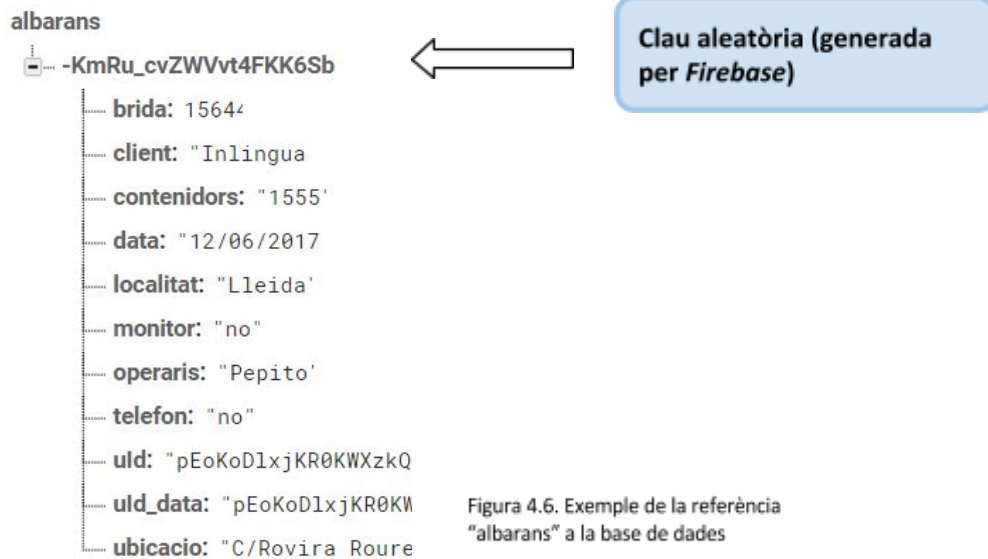 albarans
-KmRu_cvZWVvt4FKK6Sb
Clau aleatòria (generada
per Firebase)
brida: 15644
client: "Inlingua
contenidors: "1555'
data: "12/06/2017
localitat: "Lleida'
monitor: "no"
operaris: "Pepito'
telefon: "no"
uId: "pEoKoDlxjKR0KWXzkQ
uId_data: "pEoKoDlxjKR0KW
ubicacio: "C/Rovira Roure
Figura 4.6. Exemple de la referència
"albarans" a la base de dades